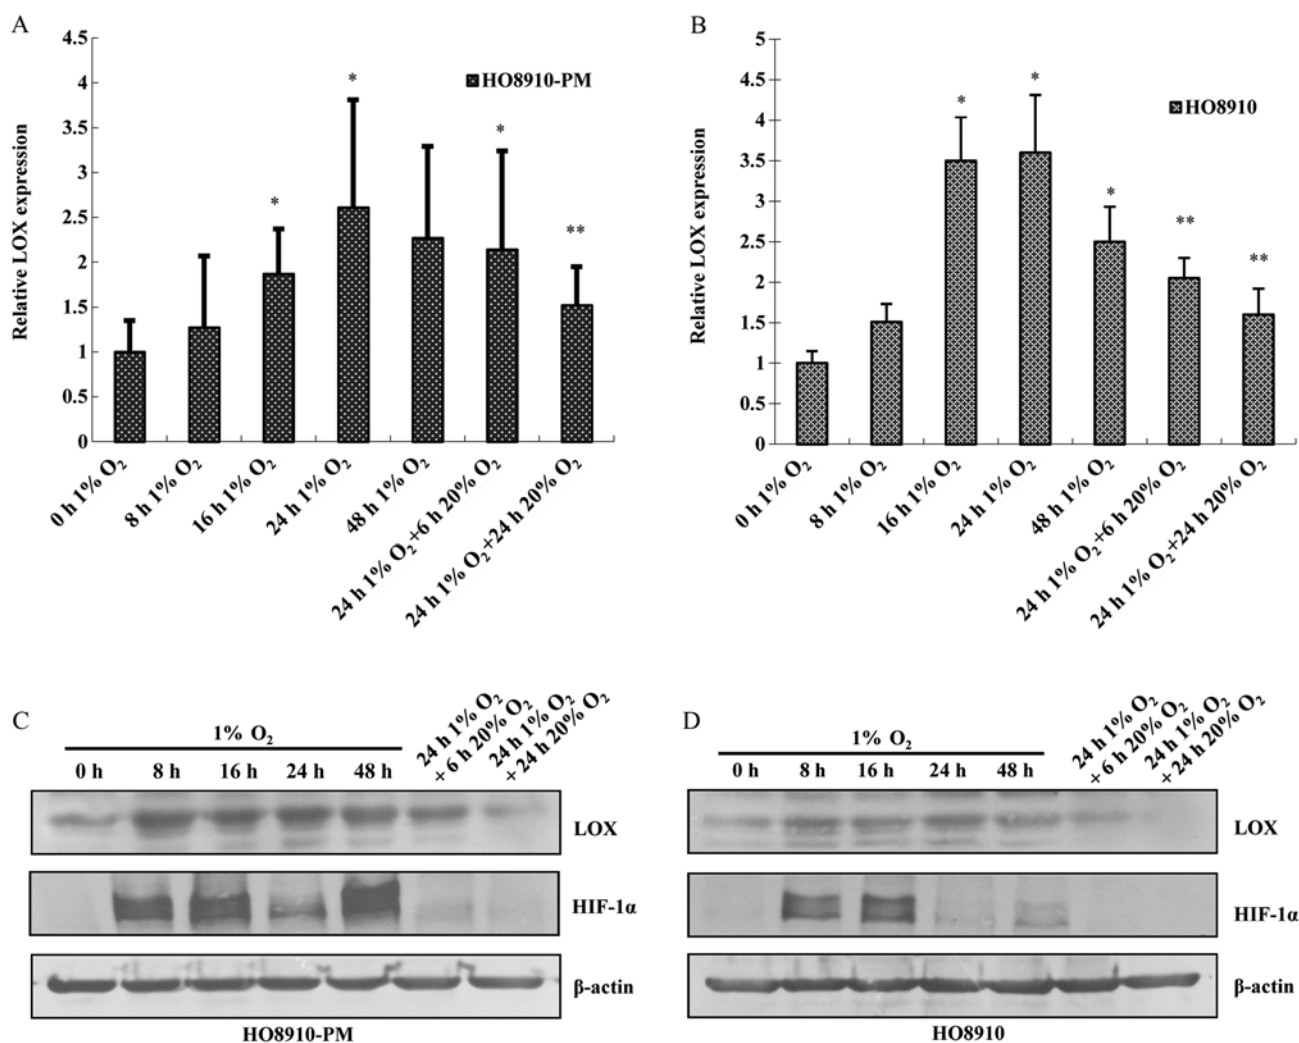 A
4.5
4
3.5
3
2.5
2
1.5
1
0.5
0
Relative LOX expression
HO8910-PM
*
*
*
**
0 h 1% O₂
8 h 1% O₂
16 h 1% O₂
24 h 1% O₂
48 h 1% O₂
24 h 1% O₂+6 h 20% O₂
24 h 1% O₂+24 h 20% O₂
B
5
4.5
4
3.5
3
2.5
2
1.5
1
0.5
0
Relative LOX expression
HO8910
*
*
*
**
**
0 h 1% O₂
8 h 1% O₂
16 h 1% O₂
24 h 1% O₂
48 h 1% O₂
24 h 1% O₂+6 h 20% O₂
24 h 1% O₂+24 h 20% O₂
C
1% O₂
0 h 8 h 16 h 24 h 48 h
24 h 1% O₂
+ 6 h 20% O₂
24 h 1% O₂
+ 24 h 20% O₂
LOX
HIF-1α
β-actin
HO8910-PM
D
1% O₂
0 h 8 h 16 h 24 h 48 h
24 h 1% O₂
+ 6 h 20% O₂
24 h 1% O₂
+ 24 h 20% O₂
LOX
HIF-1α
β-actin
HO8910